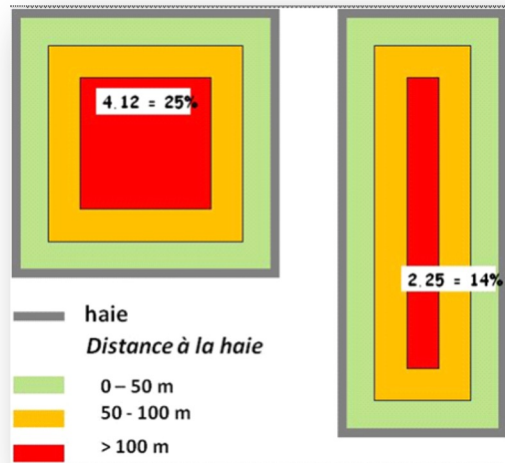 4.12 = 25%
2.25 = 14%
haie
Distance à la haie
0 – 50 m
50 - 100 m
> 100 m